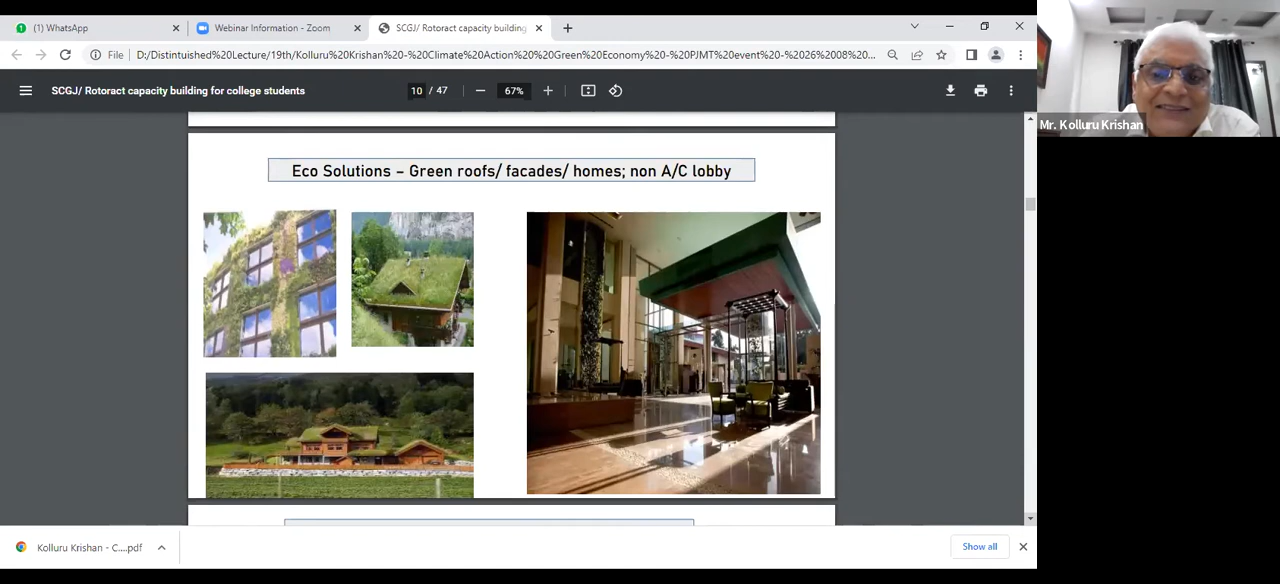 (1) WhatsApp
Webinar Information - Zoom
SCGJ/ Rotoract capacity building
File
D:/Distintuished%20Lecture/19th/Kolluru%20Krishan%20-%20Climate%20Action%20%20Green%20Economy%20-%20PJMT%20event%20-%2026%2008%20...
SCGJ/ Rotoract capacity building for college students
10 / 47
67%
Eco Solutions – Green roofs/ facades/ homes; non A/C lobby
Mr. Kolluru Krishan
Kolluru Krishan - C....pdf
Show all